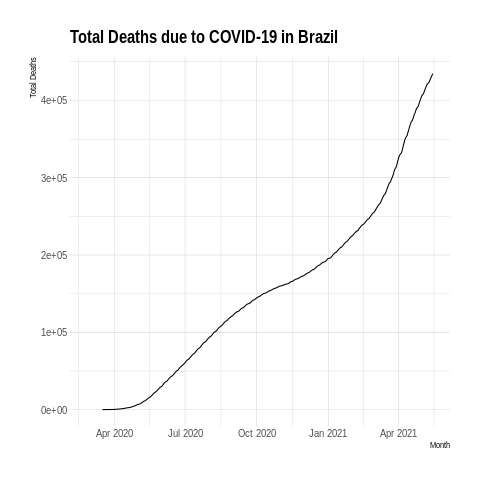 Total Deaths due to COVID-19 in Brazil
Total Deaths
4e+05
3e+05
2e+05
1e+05
0e+00
Apr 2020 Jul 2020 Oct 2020 Jan 2021 Apr 2021
Month